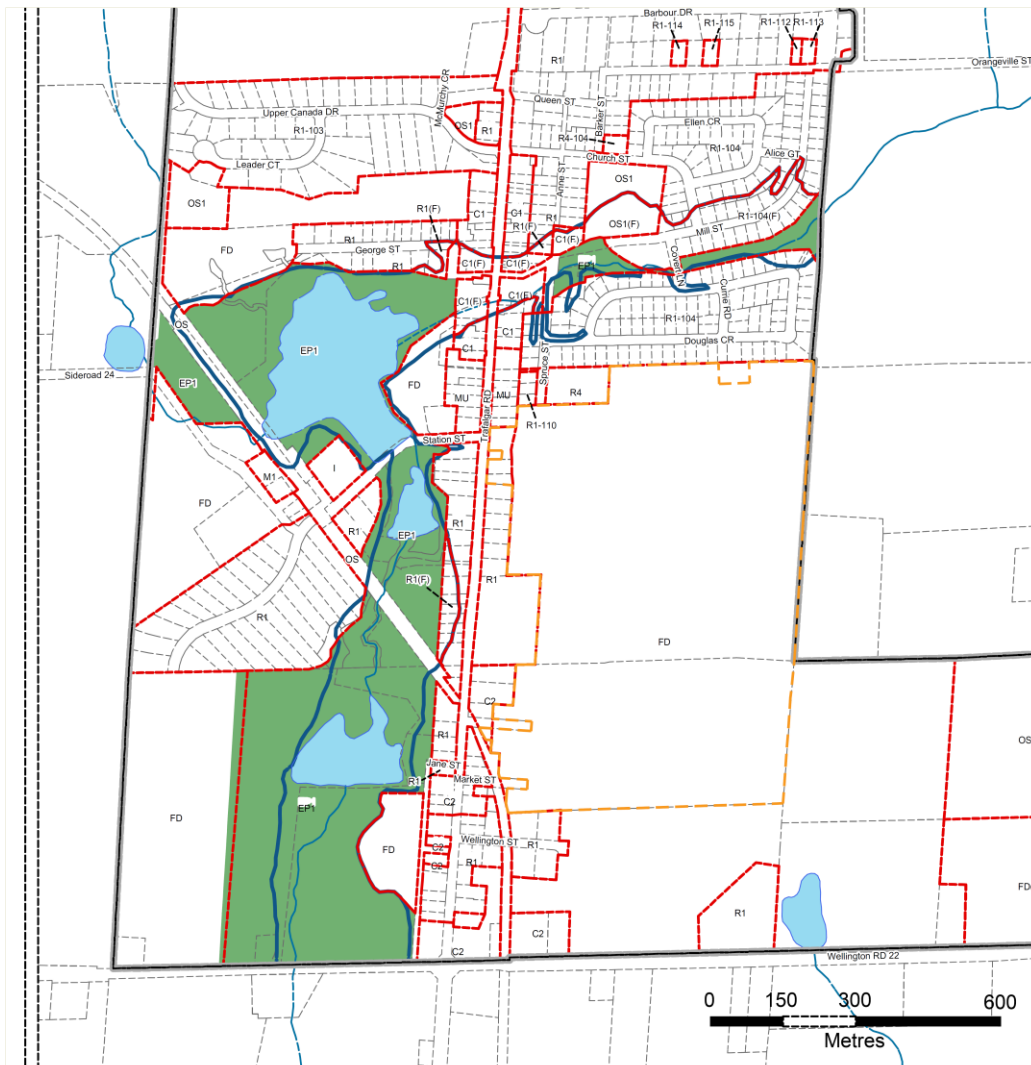 Barbour DR
R1-114
R1-115
R1-112
R1-113
R1
Orangeville ST
McMurchy CR
Queen ST
Barker ST
Upper Canada DR
OS1
R1
R4-104
Ellen CR
R1-103
R1-104
Alice GT
Church ST
Leader CT
Anne ST
OS1
OS1
R1(F)
C1
C1
R1
R1-104(F)
R1(F)
OS1(F)
Mill ST
FD
R1
George ST
C1(F)
R1
C1(F)
C1(F)
EP1
Covert LN
Currie RD
C1(F)
C1(F)
OS
R1-104
EP1
C1
Douglas CR
C1
Spruce ST
Sideroad 24
EP1
FD
MU
MU
R4
Trafalgar RD
R1-110
Station ST
I
M1
FD
R1
R1
EP1
OS
R1(F)
R1
R1
FD
C2
R1
OS
Jane ST
R1
Market ST
EP1
C2
FD
Wellington ST
R1
FD
C2
C2
R1
FD
R1
C2
C2
Wellington RD 22
0 150 300 600
Metres